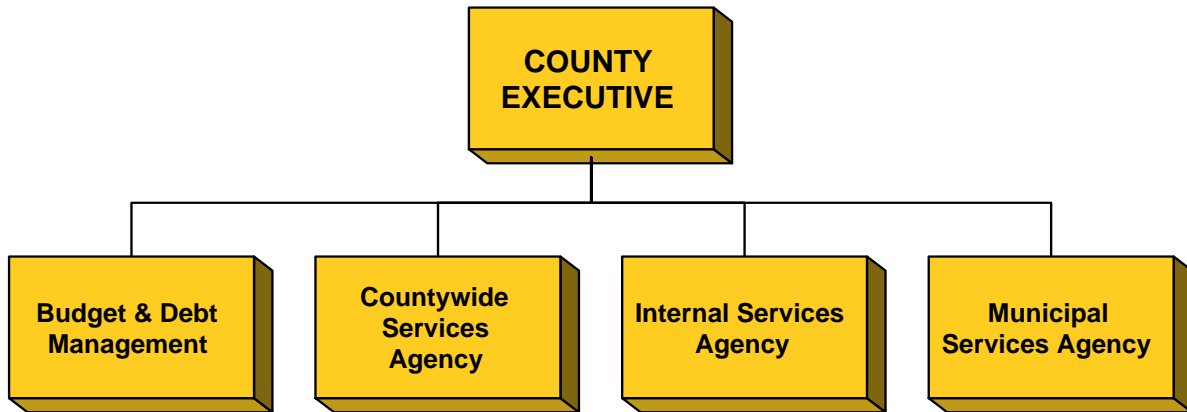 COUNTY
EXECUTIVE
Budget & Debt
Management
Countywide
Services
Agency
Internal Services
Agency
Municipal
Services Agency